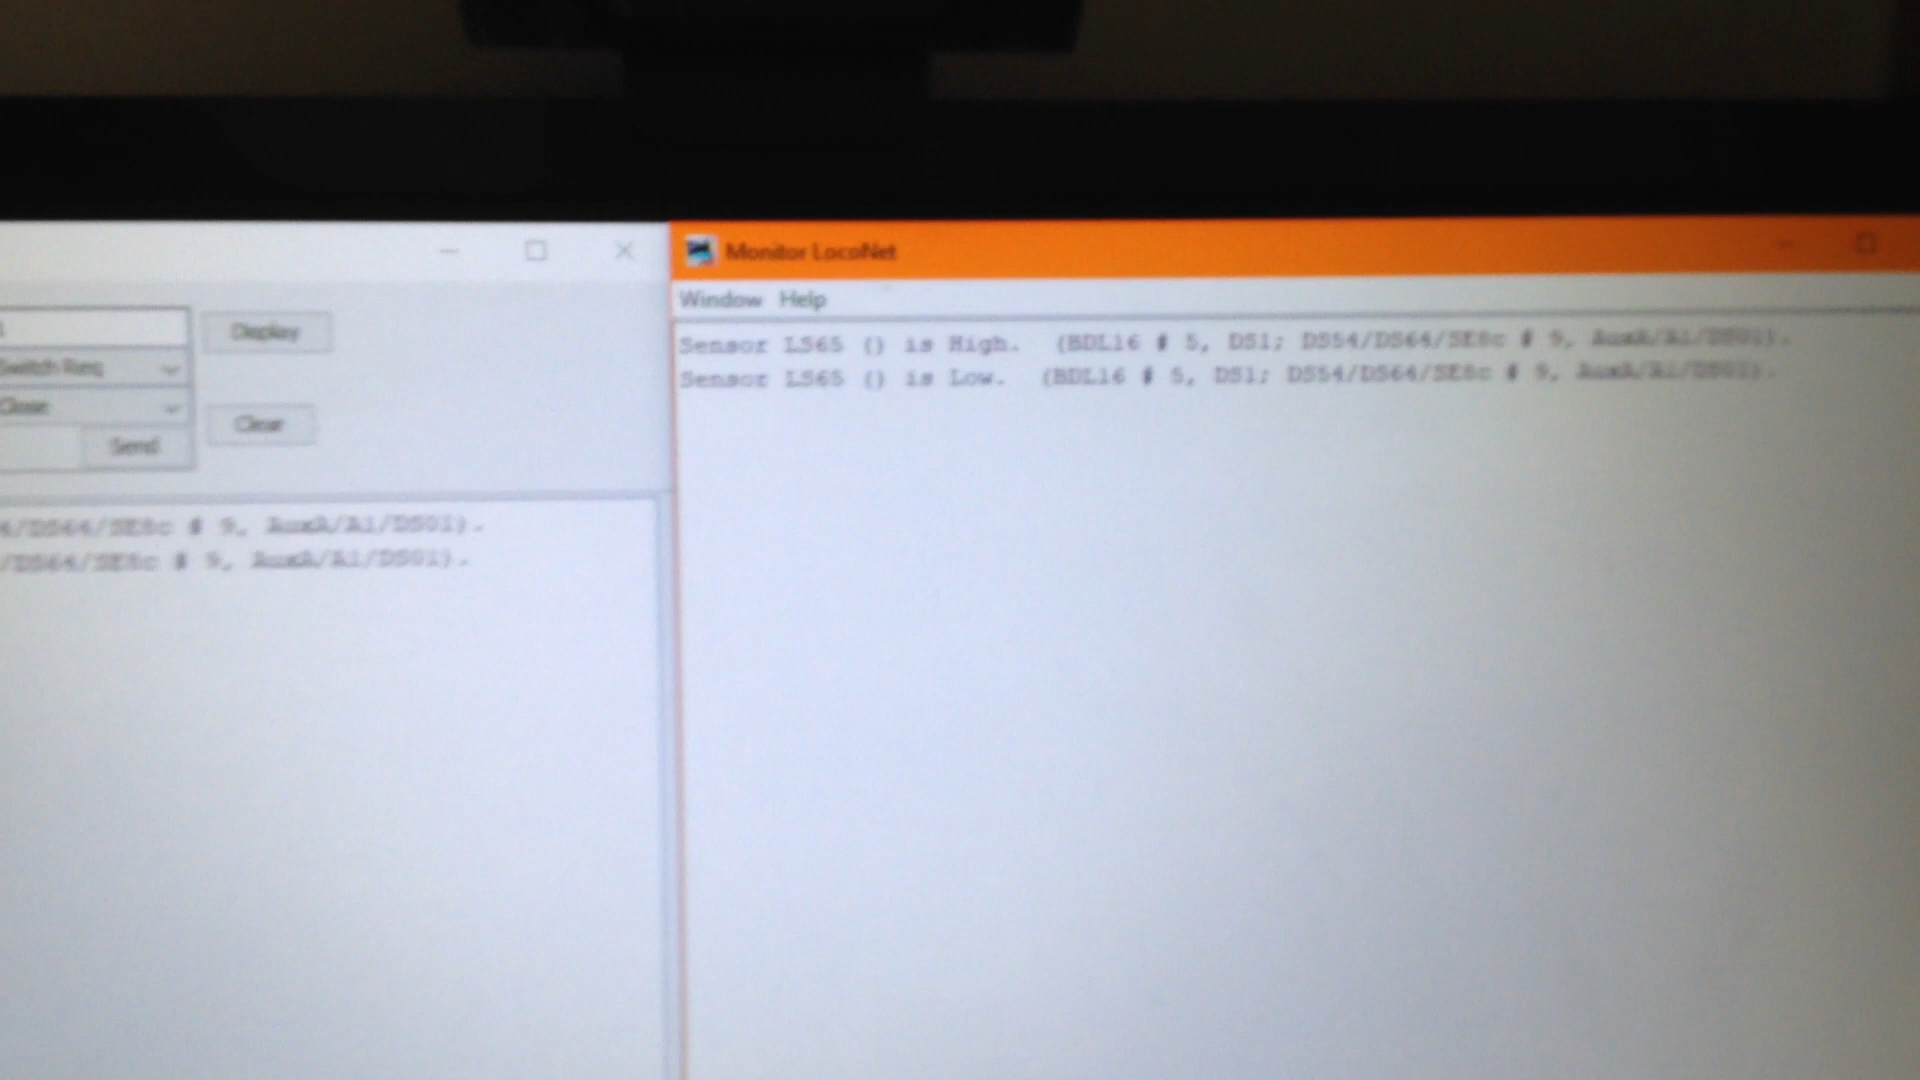 Monitor LocoNet
Window Help
Sensor LS65 () is High. (BDL16 # 5, DS1; DS54/DS64/SE8c # 9, AuxA/A1/DS01).
Sensor LS65 () is Low. (BDL16 # 5, DS1; DS54/DS64/SE8c # 9, AuxA/A1/DS01).
Display
Switch Req
Close
Clear
Send
4/DS64/SE8c # 9, AuxA/A1/DS01).
/DS64/SE8c # 9, AuxA/A1/DS01).